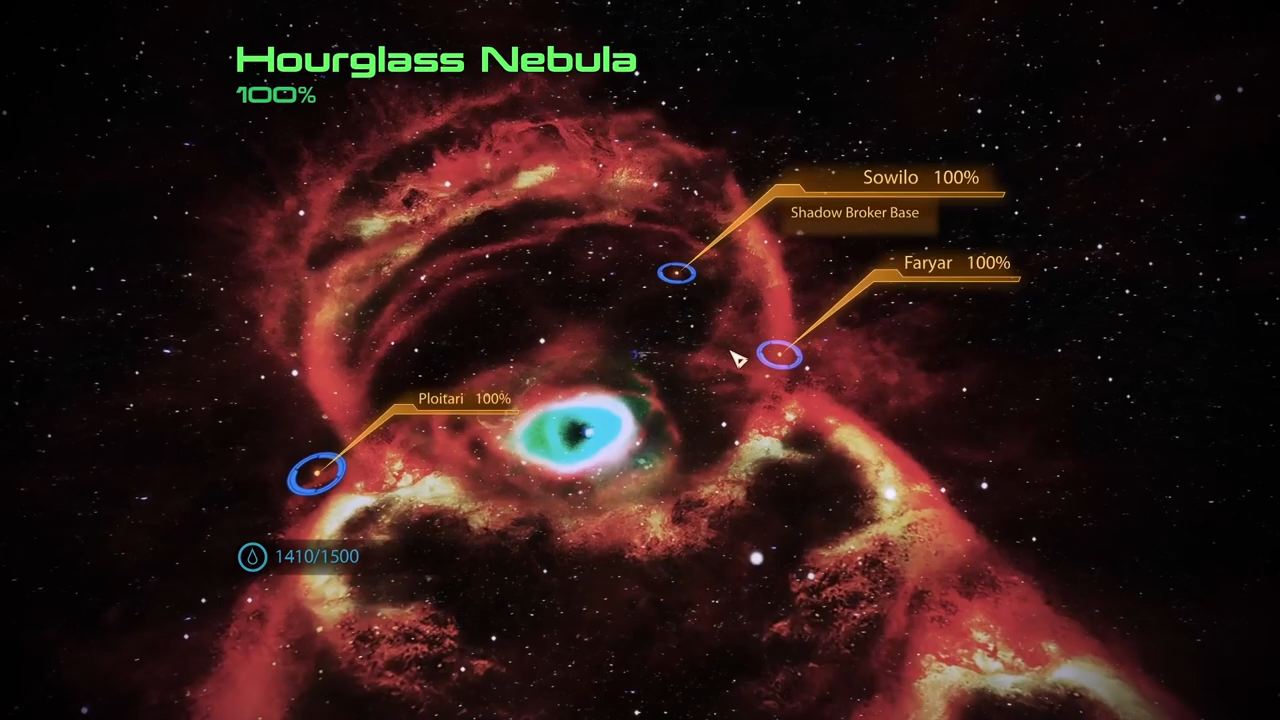 Hourglass Nebula
100%
Sowilo 100%
Shadow Broker Base
Faryar 100%
Ploitari 100%
1410/1500